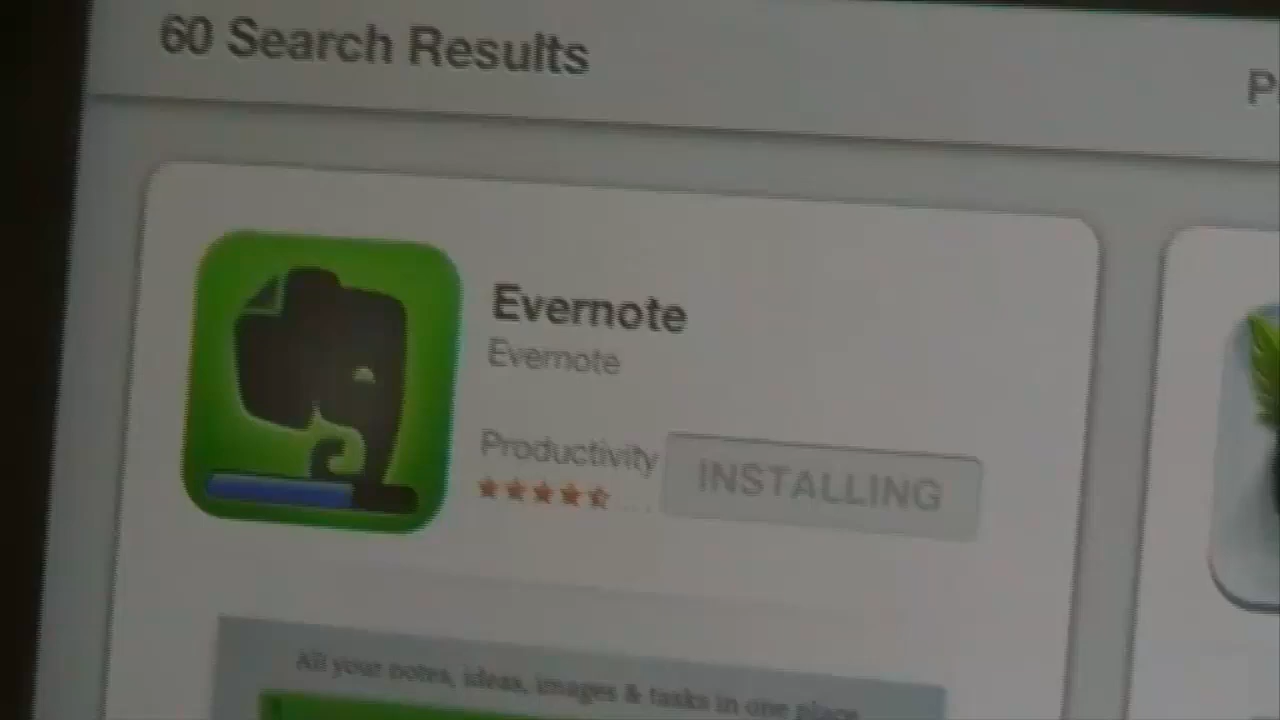 60 Search Results
P
Evernote
Evernote
Productivity
INSTALLING
All your notes, ideas, images & tasks in one place